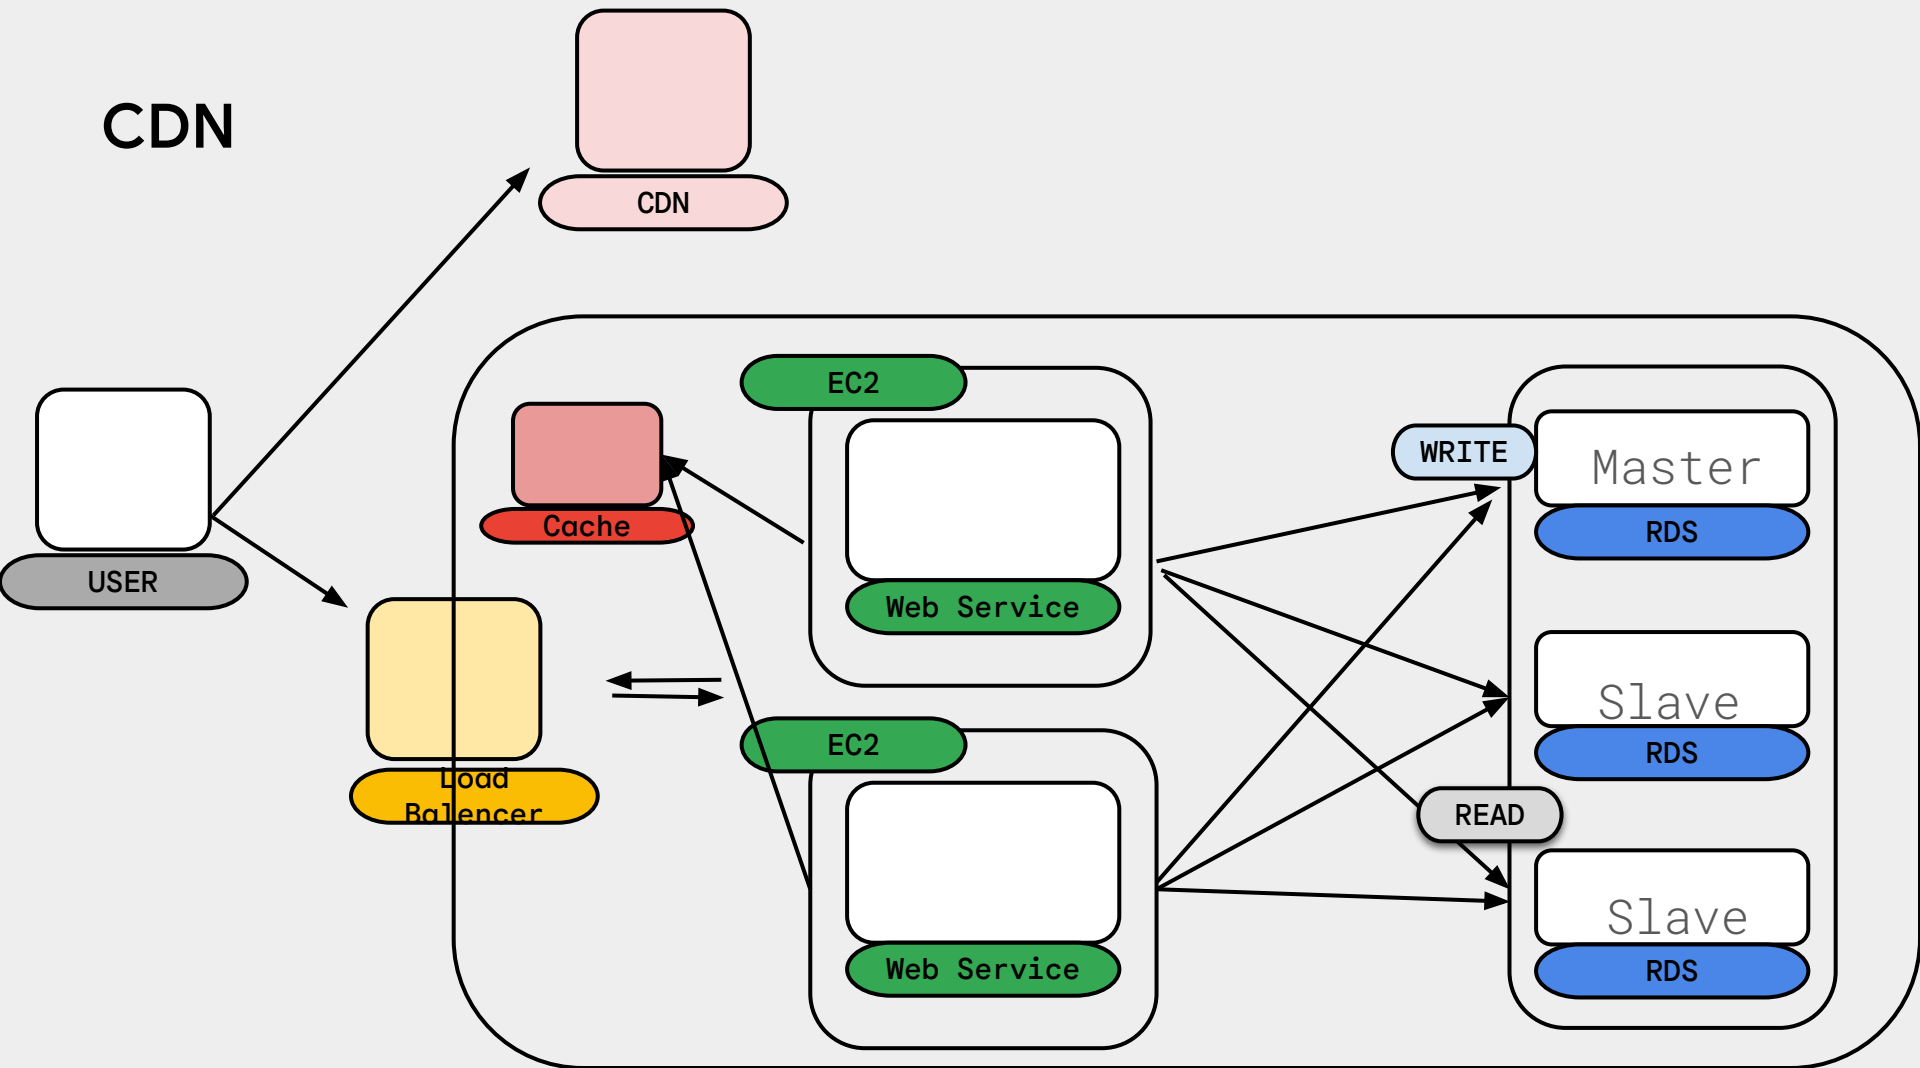 CDN
CDN
USER
Load
Balencer
Cache
EC2
Web Service
EC2
Web Service
WRITE
Master
RDS
Slave
RDS
READ
Slave
RDS